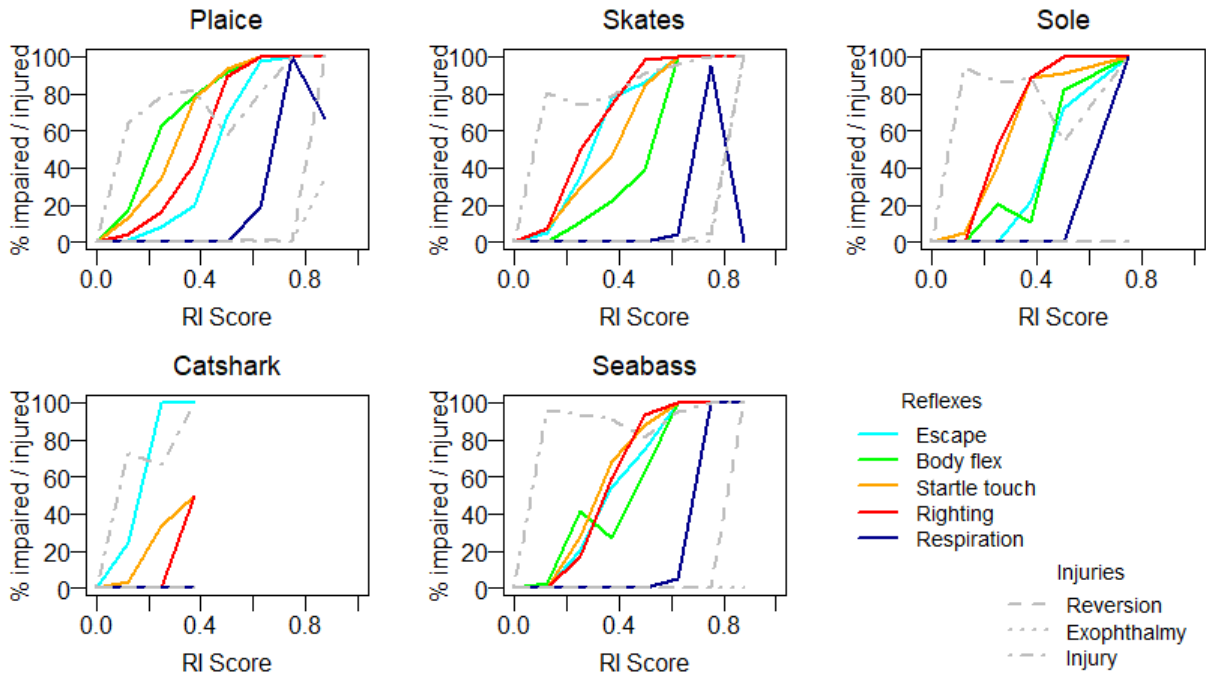 Plaice
% impaired / injured
100
80
60
40
20
0
0.0 0.4 0.8
RI Score
Skates
% impaired / injured
100
80
60
40
20
0
0.0 0.4 0.8
RI Score
Sole
% impaired / injured
100
80
60
40
20
0
0.0 0.4 0.8
RI Score
Catshark
% impaired / injured
100
80
60
40
20
0
0.0 0.4 0.8
RI Score
Seabass
% impaired / injured
100
80
60
40
20
0
0.0 0.4 0.8
RI Score
Reflexes
Escape
Body flex
Startle touch
Righting
Respiration
Injuries
Reversion
Exophthalmy
Injury